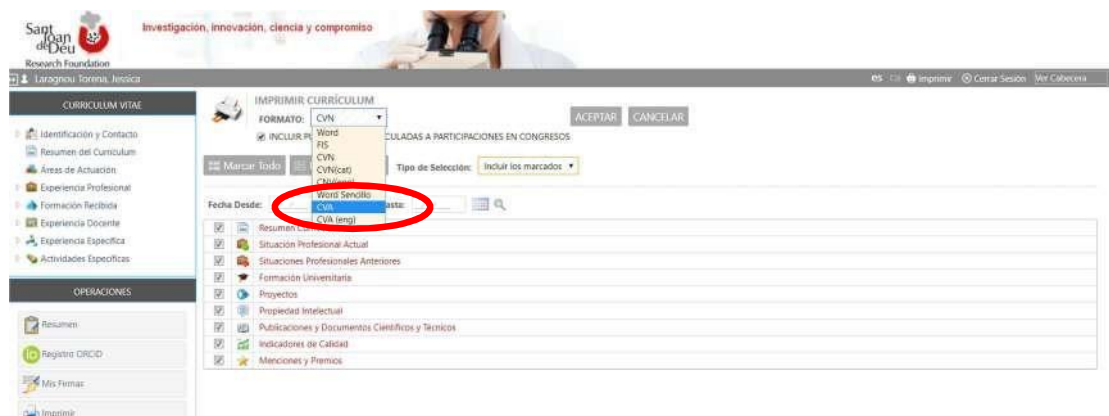 Sant
Joan
de Déu
Research Foundation
Investigación, innovación, ciencia y compromiso
Laragnou Torena, Jessica
es
imprimir
Cerrar Sesión
Ver Cabecera
CURRICULUM VITAE
Identificación y Contacto
Resumen del Curriculum
Áreas de Actuación
Experiencia Profesional
Formación Recibida
Experiencia Docente
Experiencia Específica
Actividades Específicas
OPERACIONES
Resumen
Registro ORCID
Mis Firmas
Imprimir
IMPRIMIR CURRÍCULUM
FORMATO: CVN
ACEPTAR CANCELAR
INCLUIR CULADAS A PARTICIPACIONES EN CONGRESOS
Word
FIS
CVN
CVN(cat)
Word Sencillo
CVA
CVA (eng)
Marcar Todo
Tipo de Selección: Incluir los marcados
Fecha Desde: asta:
Resumen
Situación Profesional Actual
Situaciones Profesionales Anteriores
Formación Universitaria
Proyectos
Propiedad Intelectual
Publicaciones y Documentos Científicos y Técnicos
Indicadores de Calidad
Menciones y Premios